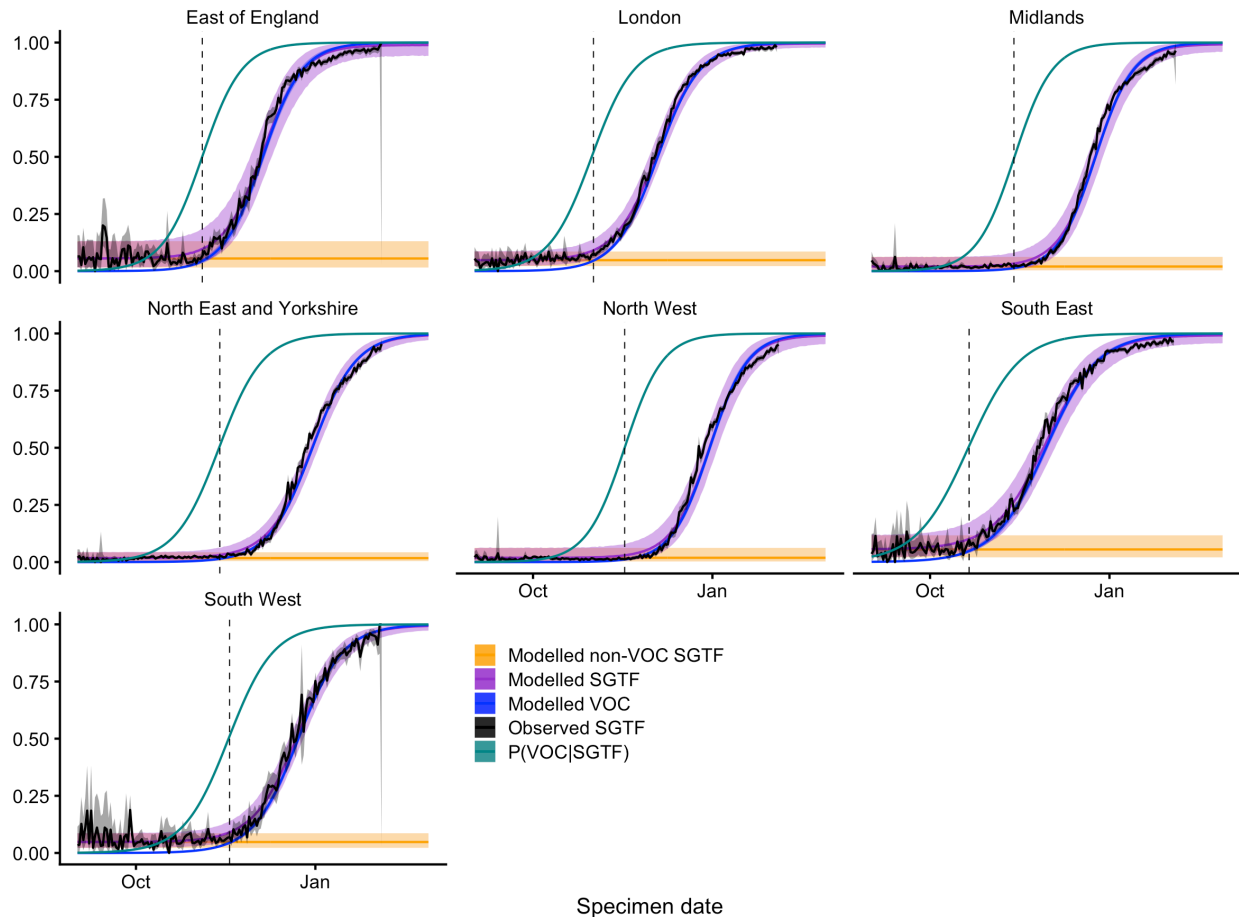 East of England
London
Midlands
1.00
0.75
0.50
0.25
0.00
North East and Yorkshire
North West
South East
1.00
0.75
0.50
0.25
0.00
Oct
Jan
Oct
Jan
South West
1.00
0.75
0.50
0.25
0.00
Oct
Jan
Modelled non-VOC SGTF
Modelled SGTF
Modelled VOC
Observed SGTF
P(VOC|SGTF)
Specimen date